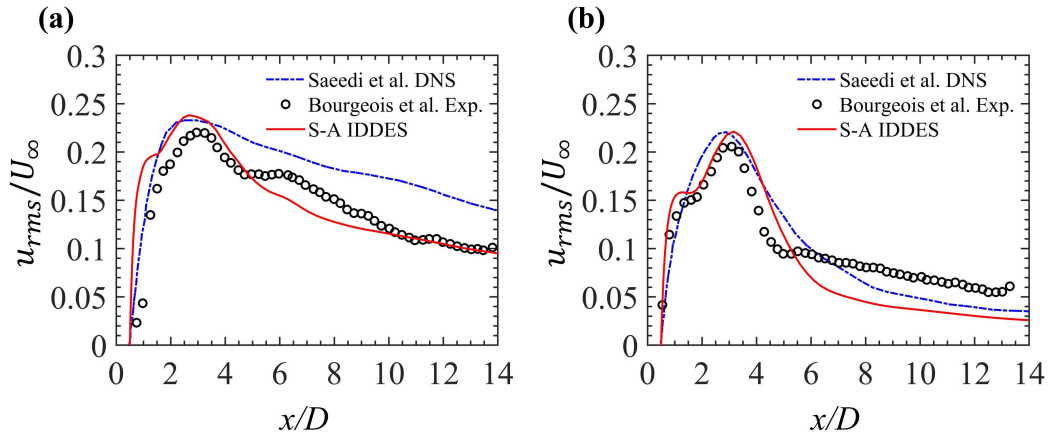 (a)
0.3
0.25
0.2
0.15
0.1
0.05
0
u_rms/U_∞
Saeedi et al. DNS
Bourgeois et al. Exp.
S-A IDDES
0 2 4 6 8 10 12 14
x/D
(b)
0.3
0.25
0.2
0.15
0.1
0.05
0
u_rms/U_∞
Saeedi et al. DNS
Bourgeois et al. Exp.
S-A IDDES
0 2 4 6 8 10 12 14
x/D